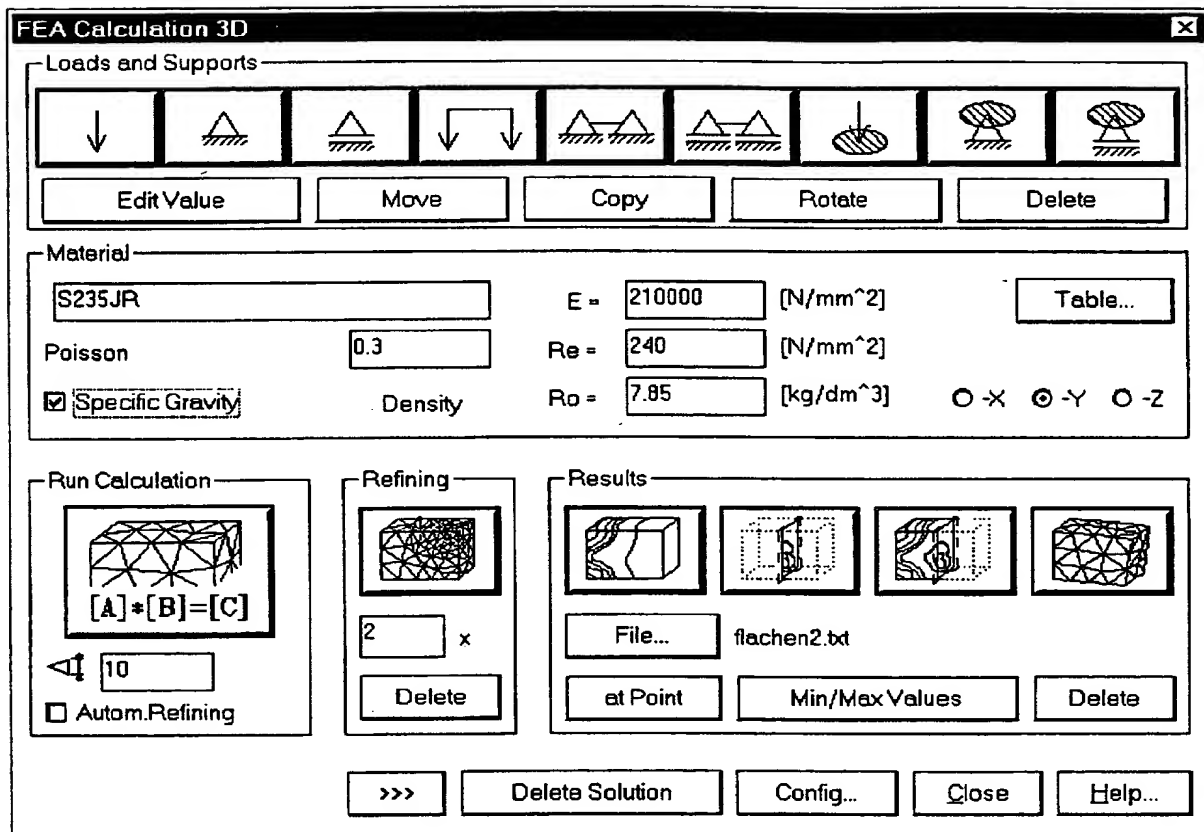 FEA Calculation 3D
Loads and Supports
Edit Value Move Copy Rotate Delete
Material
S235JR E = 210000 [N/mm^2] Table...
Poisson 0.3 Re = 240 [N/mm^2]
Specific Gravity Density Ro = 7.85 [kg/dm^3] -X -Y -Z
Run Calculation Refining Results
[A]*[B]=[C]
2 x File... flachen2.txt
10
Delete at Point Min/Max Values Delete
Autom.Refining
>>> Delete Solution Config... Close Help...